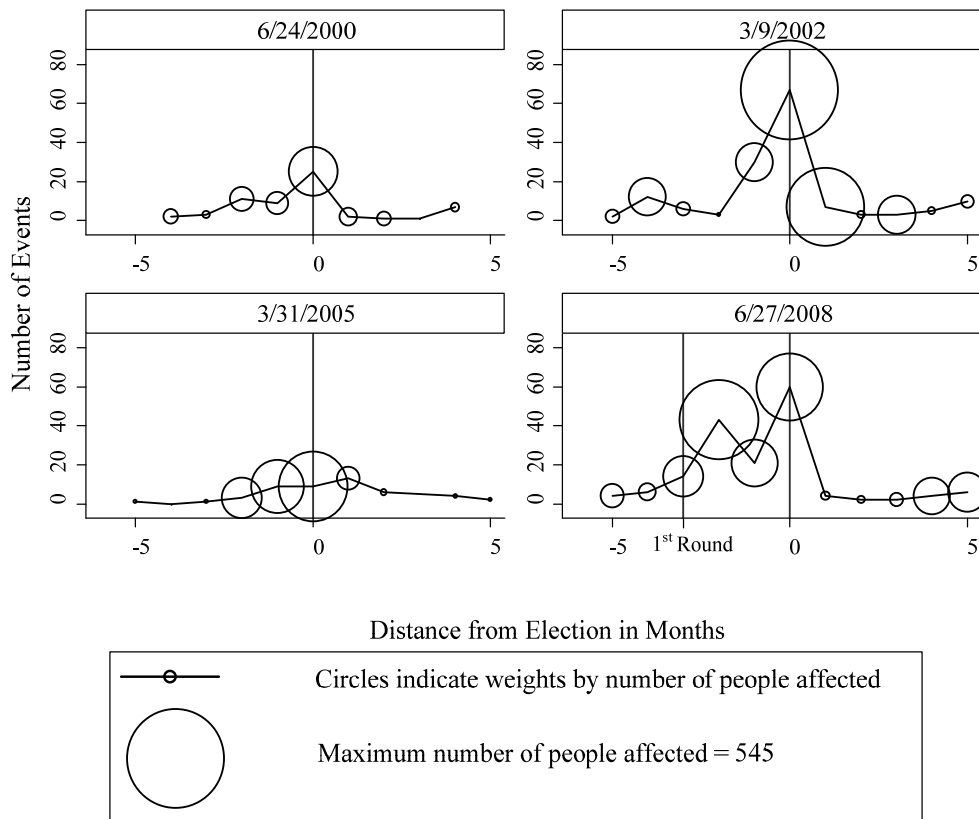 6/24/2000
3/9/2002
Number of Events
0 20 40 60 80
-5 0 5
0 20 40 60 80
-5 0 5
3/31/2005
6/27/2008
0 20 40 60 80
-5 0 5
0 20 40 60 80
-5 1st Round 0 5
Distance from Election in Months
Circles indicate weights by number of people affected
Maximum number of people affected = 545